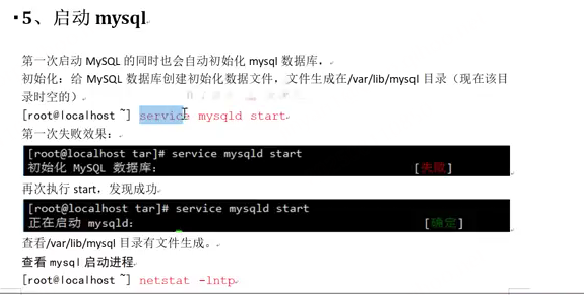 5、启动 mysql
第一次启动 MySQL 的同时也会自动初始化 mysql 数据库，
初始化：给 MySQL 数据库创建初始化数据文件，文件生成在/var/lib/mysql 目录（现在该目
录时空的）
[root@localhost ~] service mysqld start
第一次失败效果：
[root@localhost tar]# service mysqld start
初始化 MySQL 数据库： [失败]
再次执行 start，发现成功
[root@localhost tar]# service mysqld start
正在启动 mysqld： [确定]
查看/var/lib/mysql 目录有文件生成。
查看 mysql 启动进程
[root@localhost ~] netstat -lntp